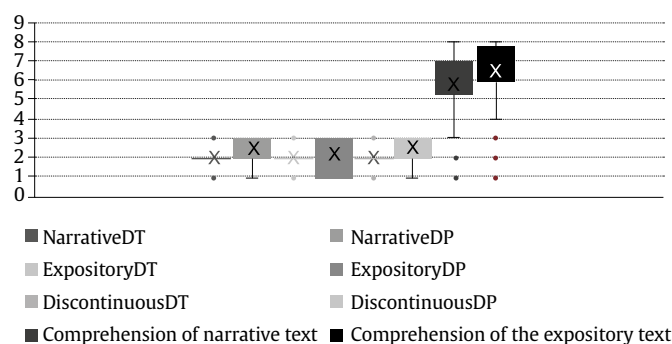 9
8
7
6
5
4
3
2
1
0
NarrativeDT NarrativeDP
ExpositoryDT ExpositoryDP
DiscontinuousDT DiscontinuousDP
Comprehension of narrative text Comprehension of the expository text